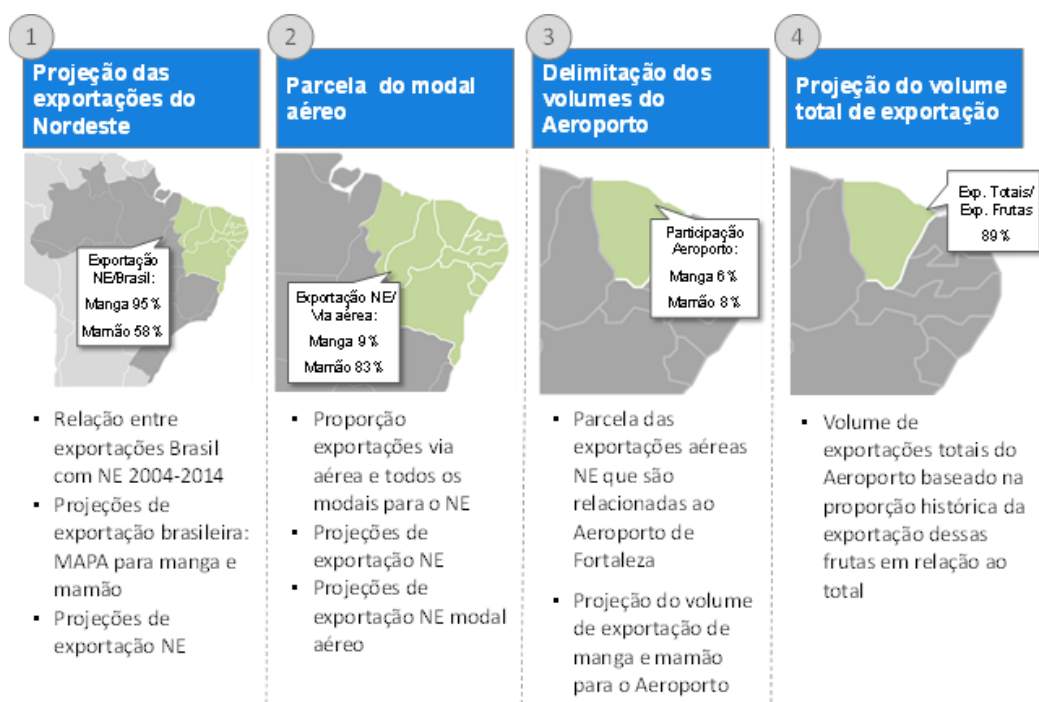 1
Projeção das
exportações do
Nordeste
Exportação
NE/Brasil:
Manga 95%
Mamão 58%
▪ Relação entre
exportações Brasil
com NE 2004-2014
▪ Projeções de
exportação brasileira:
MAPA para manga e
mamão
▪ Projeções de
exportação NE
2
Parcela do modal
aéreo
Exportação NE/
Via aérea:
Manga 9%
Mamão 83%
▪ Proporção
exportações via
aérea e todos os
modais para o NE
▪ Projeções de
exportação NE
▪ Projeções de
exportação NE modal
aéreo
3
Delimitação dos
volumes do
Aeroporto
Participação
Aeroporto:
Manga 6%
Mamão 8%
▪ Parcela das
exportações aéreas
NE que são
relacionadas ao
Aeroporto de
Fortaleza
▪ Projeção do volume
de exportação de
manga e mamão
para o Aeroporto
4
Projeção do volume
total de exportação
Exp. Totais/
Exp. Frutas
89%
▪ Volume de
exportações totais do
Aeroporto baseado na
proporção histórica da
exportação dessas
frutas em relação ao
total